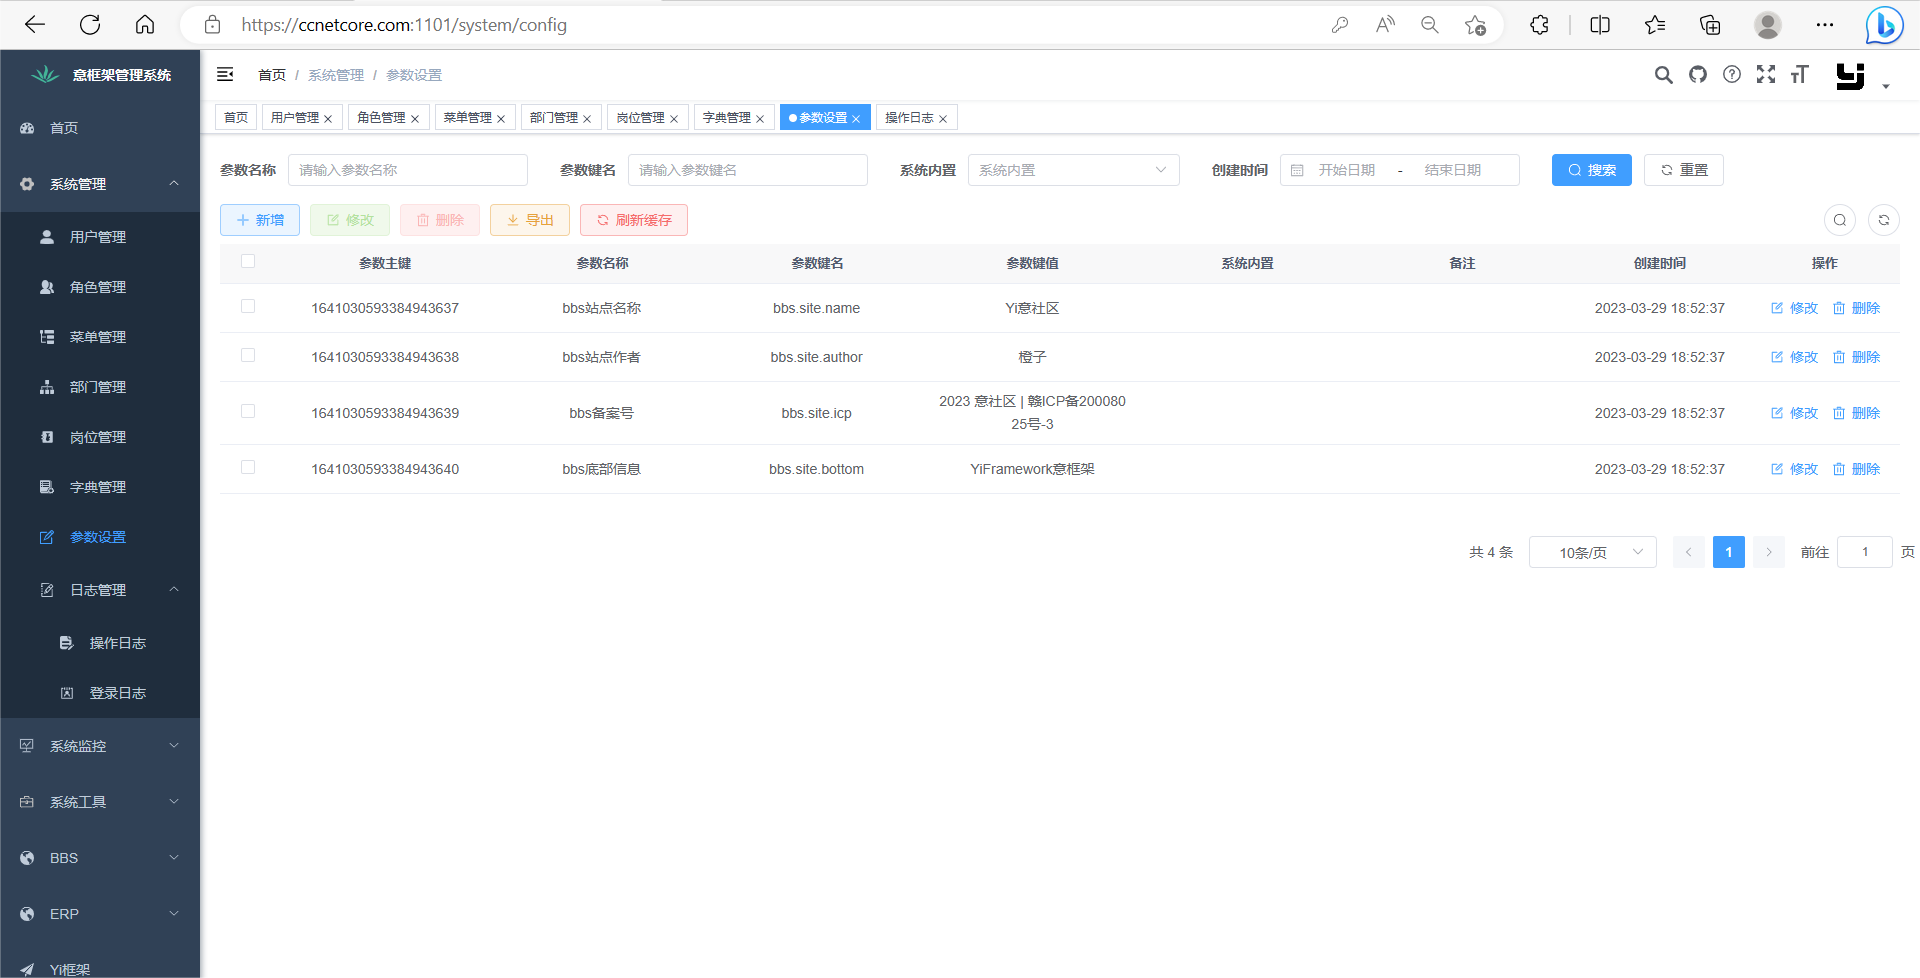 https://ccnetcore.com:1101/system/config
意框架管理系统
首页 / 系统管理 / 参数设置
首页 用户管理 角色管理 菜单管理 部门管理 岗位管理 字典管理 参数设置 操作日志
首页
系统管理
用户管理
角色管理
菜单管理
部门管理
岗位管理
字典管理
参数设置
日志管理
操作日志
登录日志
系统监控
系统工具
BBS
ERP
Yi框架
参数名称 请输入参数名称 参数键名 请输入参数键名 系统内置 系统内置 创建时间 开始日期 - 结束日期 搜索 重置
新增 修改 删除 导出 刷新缓存
参数主键 参数名称 参数键名 参数键值 系统内置 备注 创建时间 操作
1641030593384943637 bbs站点名称 bbs.site.name Yi意社区 2023-03-29 18:52:37 修改 删除
1641030593384943638 bbs站点作者 bbs.site.author 橙子 2023-03-29 18:52:37 修改 删除
1641030593384943639 bbs备案号 bbs.site.icp 2023 意社区 | 赣ICP备200080
25号-3 2023-03-29 18:52:37 修改 删除
1641030593384943640 bbs底部信息 bbs.site.bottom YiFramework意框架 2023-03-29 18:52:37 修改 删除
共 4 条 10条/页 1 前往 1 页